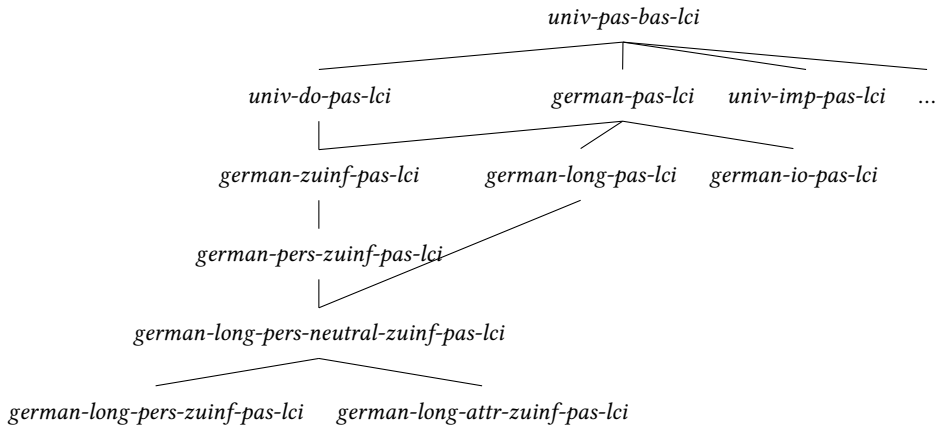 univ-pas-bas-lci
univ-do-pas-lci german-pas-lci univ-imp-pas-lci ...
german-zuinf-pas-lci german-long-pas-lci german-io-pas-lci
german-pers-zuinf-pas-lci
german-long-pers-neutral-zuinf-pas-lci
german-long-pers-zuinf-pas-lci german-long-attr-zuinf-pas-lci